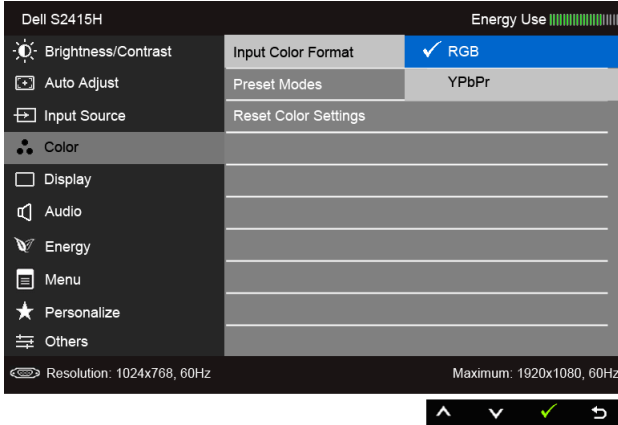 Dell S2415H Energy Use
Brightness/Contrast Input Color Format RGB
Auto Adjust Preset Modes YPbPr
Input Source Reset Color Settings
Color
Display
Audio
Energy
Menu
Personalize
Others
Resolution: 1024x768, 60Hz Maximum: 1920x1080, 60Hz